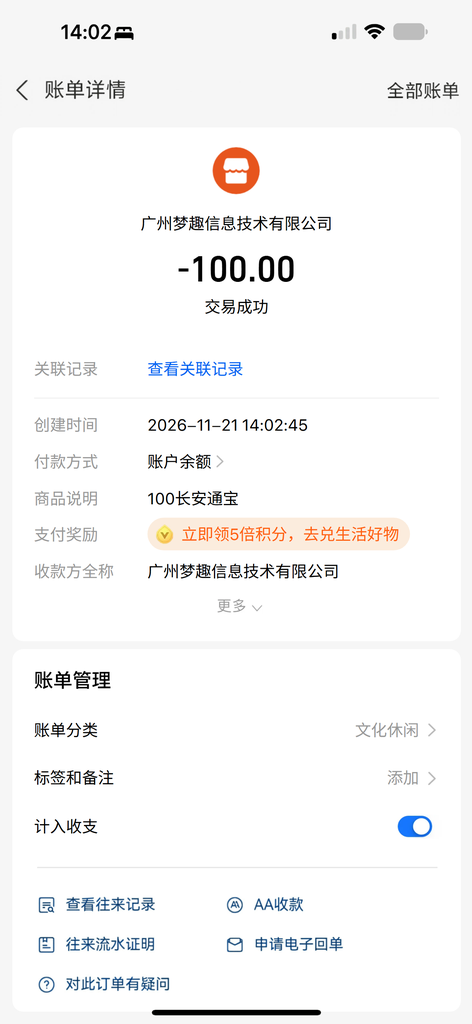 14:02
账单详情
全部账单
广州梦趣信息技术有限公司
-100.00
交易成功
关联记录 查看关联记录
创建时间 2026-11-21 14:02:45
付款方式 账户余额
商品说明 100长安通宝
支付奖励 立即领5倍积分，去兑生活好物
收款方全称 广州梦趣信息技术有限公司
更多
账单管理
账单分类 文化休闲
标签和备注 添加
计入收支
查看往来记录 AA收款
往来流水证明 申请电子回单
对此订单有疑问